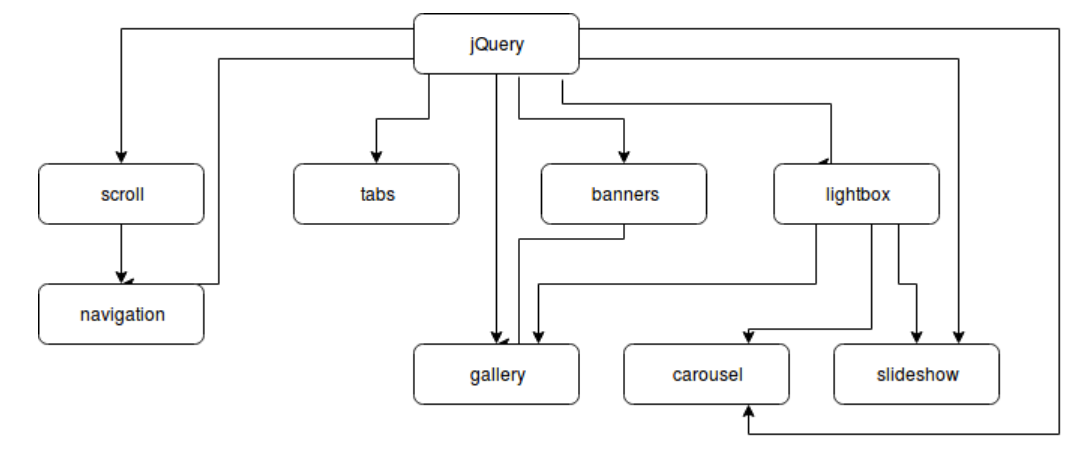 jQuery
scroll
tabs
banners
lightbox
navigation
gallery
carousel
slideshow